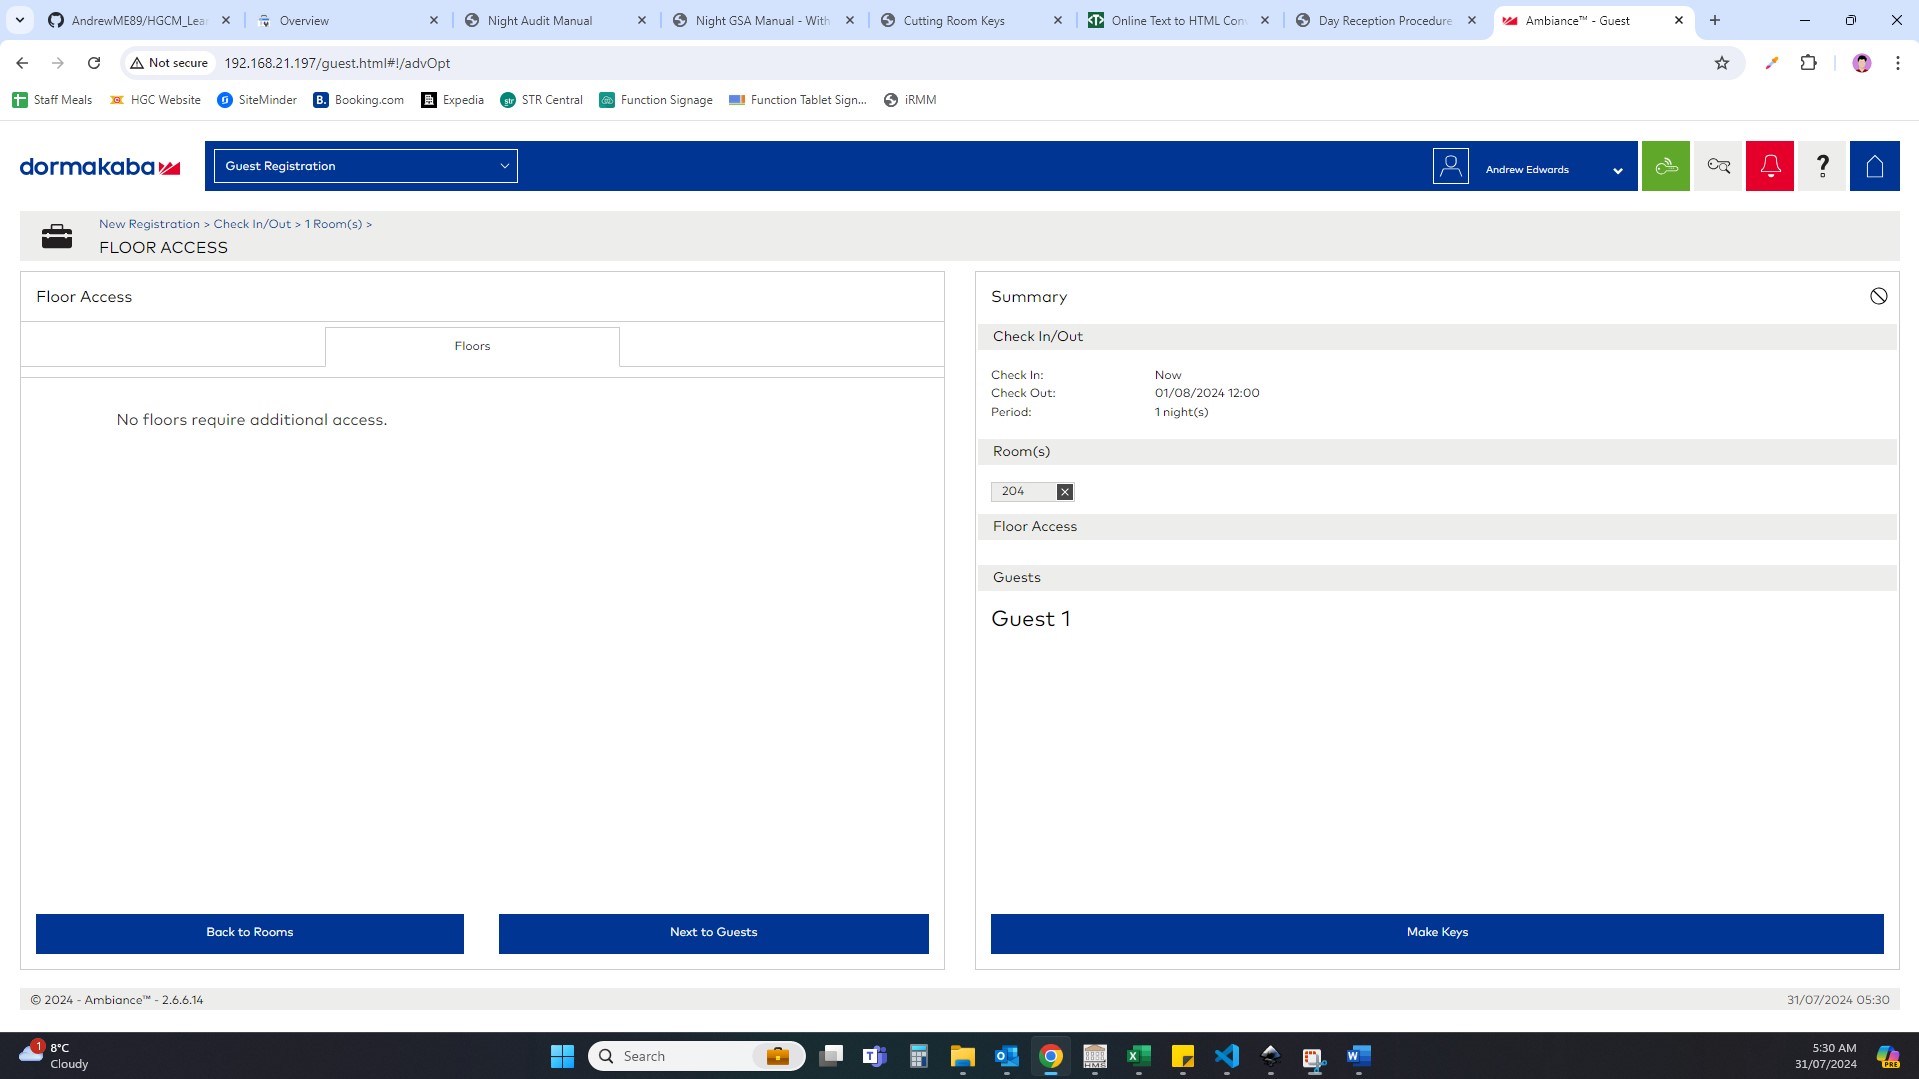 AndrewME89/HGCM_Lear
Overview
Night Audit Manual
Night GSA Manual - With
Cutting Room Keys
Online Text to HTML Conv
Day Reception Procedure
Ambiance™ - Guest
Not secure
192.168.21.197/guest.html#!/advOpt
Staff Meals
HGC Website
SiteMinder
B.
Booking.com
Expedia
str
STR Central
Function Signage
Function Tablet Sign...
iRMM
dormakaba
Guest Registration
Andrew Edwards
?
New Registration > Check In/Out > 1 Room(s) >
FLOOR ACCESS
Floor Access
Floors
No floors require additional access.
Back to Rooms
Next to Guests
Summary
Check In/Out
Check In: Now
Check Out: 01/08/2024 12:00
Period: 1 night(s)
Room(s)
204
Floor Access
Guests
Guest 1
Make Keys
© 2024 - Ambiance™ - 2.6.6.14
31/07/2024 05:30
1
8°C
Cloudy
Search
HMS
5:30 AM
31/07/2024
PRE